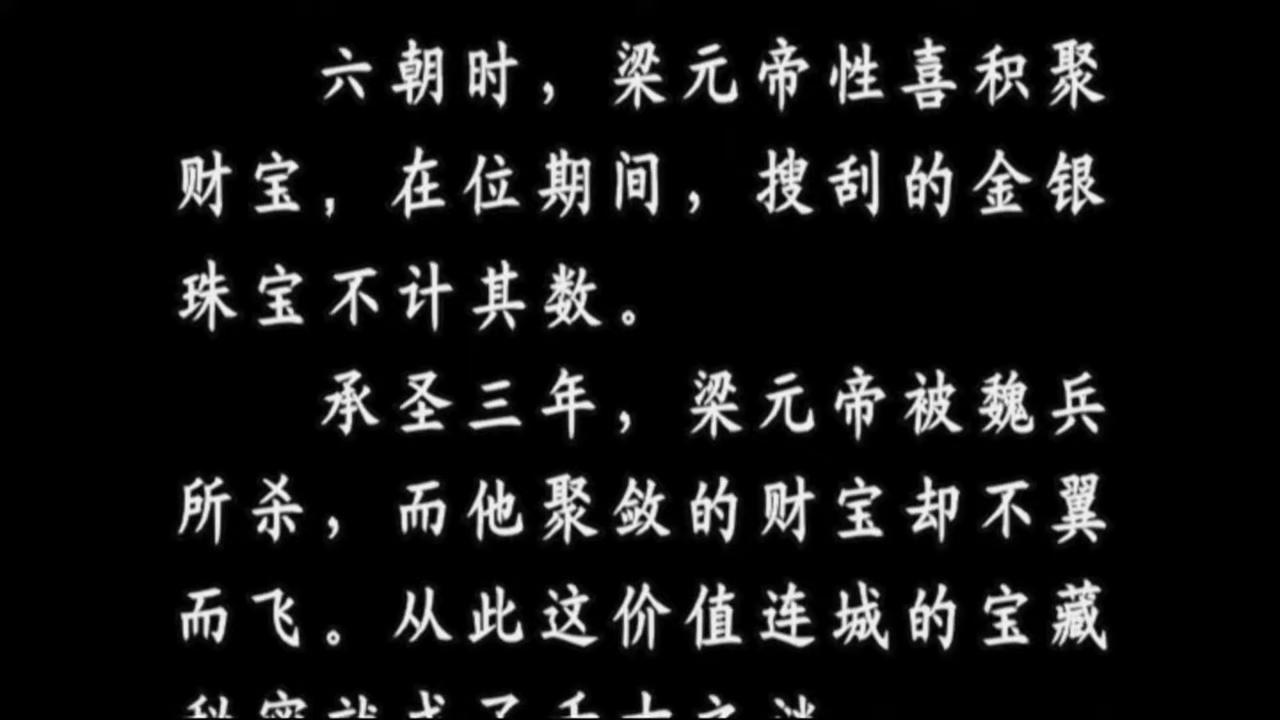 六朝时，梁元帝性喜积聚
财宝，在位期间，搜刮的金银
珠宝不计其数。
承圣三年，梁元帝被魏兵
所杀，而他聚敛的财宝却不翼
而飞。从此这价值连城的宝藏